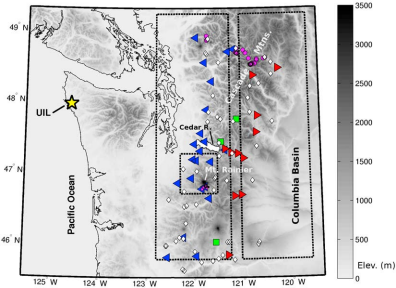 49°N
48°N
47°N
46°N
125°W
124°W
123°W
122°W
121°W
120°W
UIL
Pacific Ocean
Cedar R.
Mt. Rainier
Mtns.
Columbia Basin
3500
3000
2500
2000
1500
1000
500
0
Elev. (m)